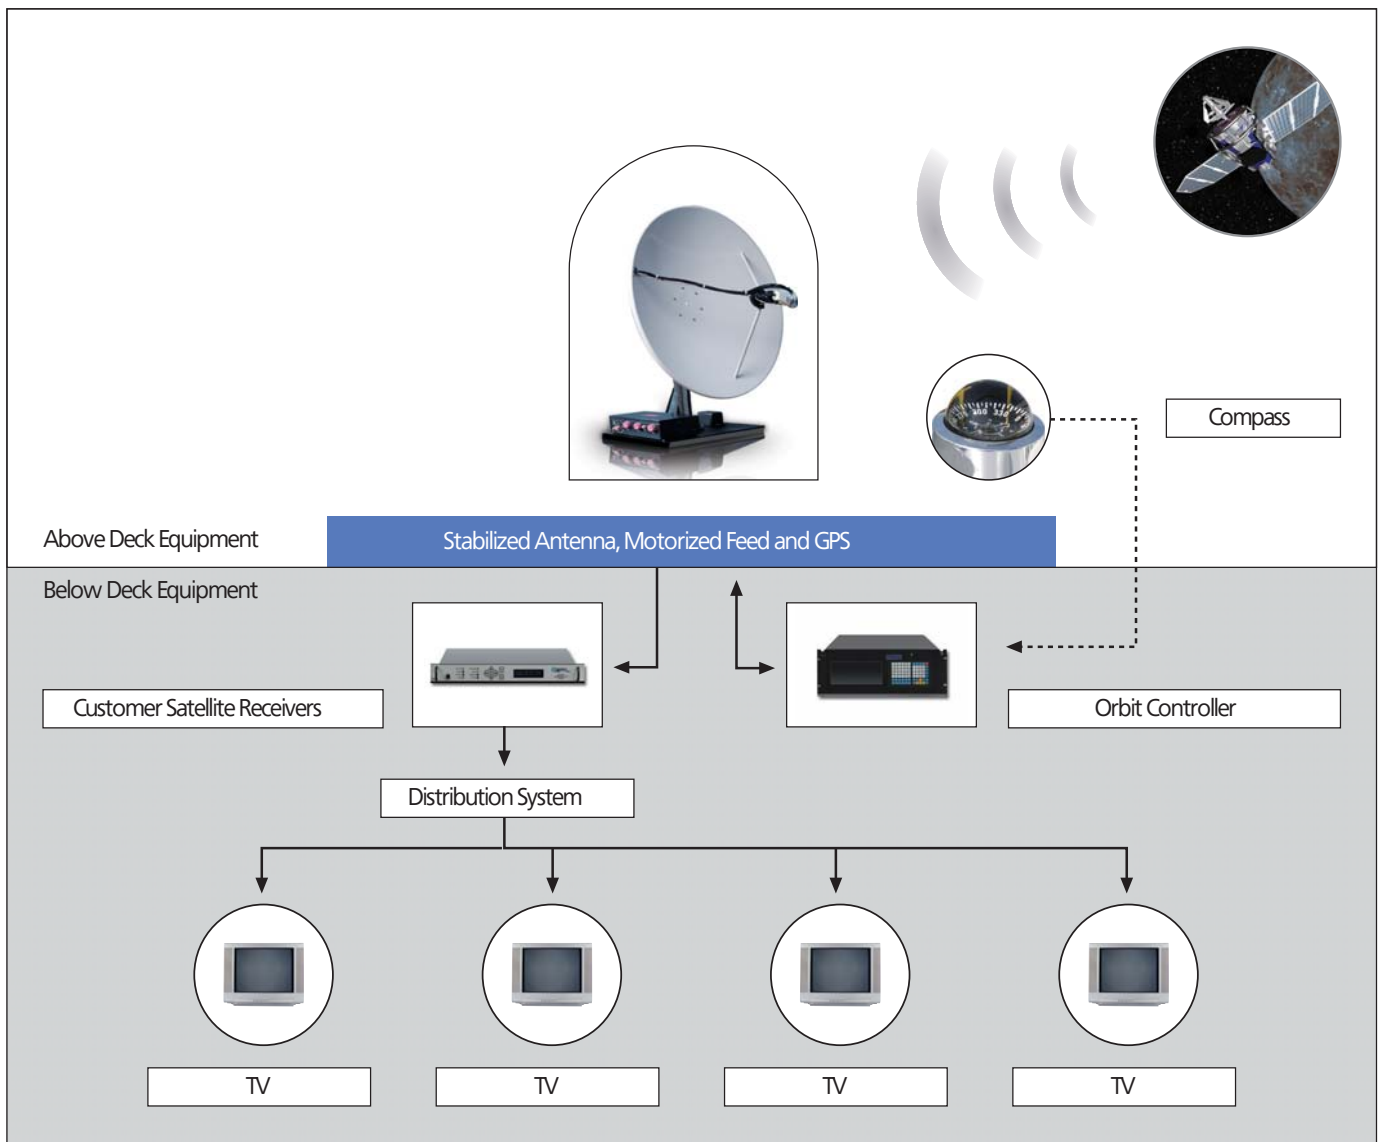 Compass
Above Deck Equipment
Stabilized Antenna, Motorized Feed and GPS
Below Deck Equipment
Customer Satellite Receivers
Orbit Controller
Distribution System
TV
TV
TV
TV